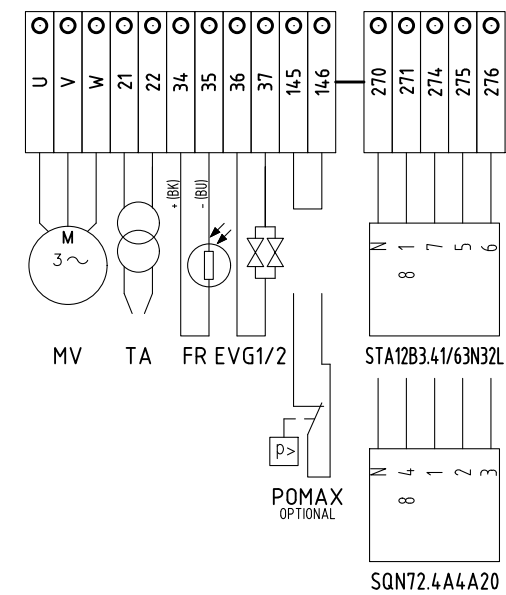 U V W 21 22 34 35 36 37 145 146 270 271 274 275 276
+ (BK) - (BU)
M
3~
N 1 7 5 6
8
MV TA FR EVG1/2 STA12B3.41/63N32L
p>
N 4 1 2 3
8
POMAX
OPTIONAL
SQN72.4A4A20